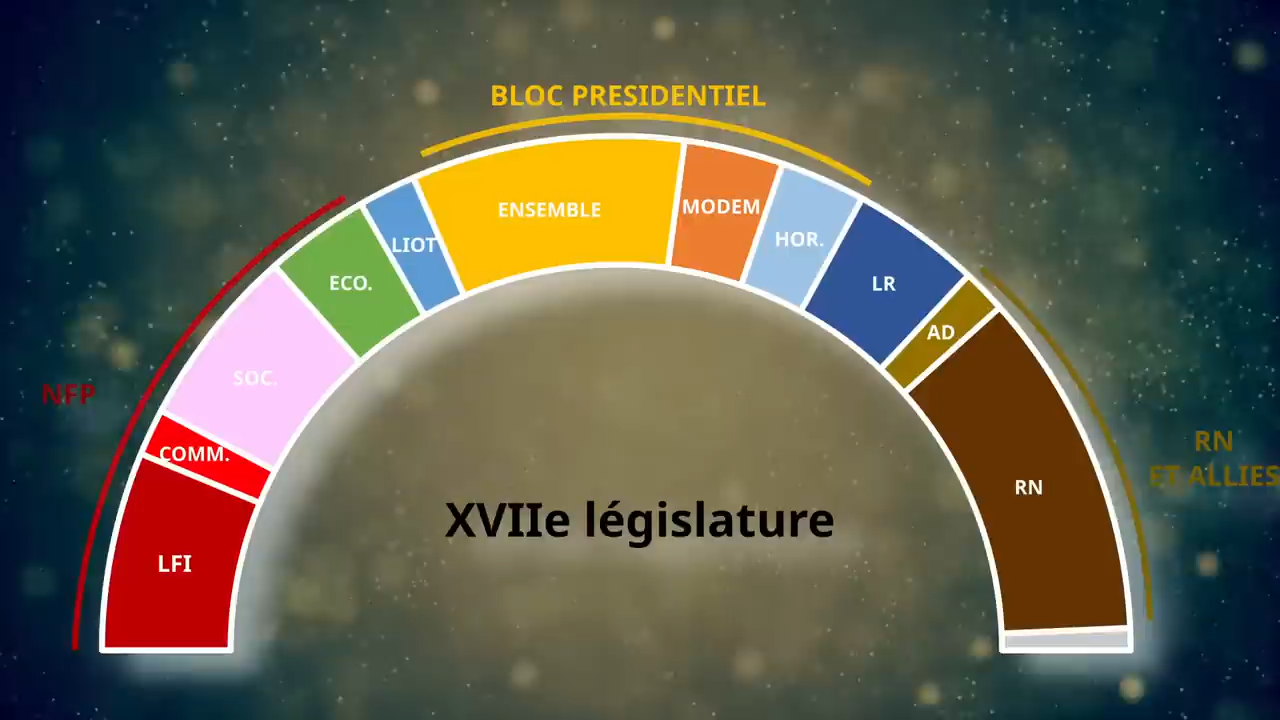 BLOC PRESIDENTIEL
ENSEMBLE
MODEM
LIOT
HOR.
ECO.
LR
AD
SOC.
NFP
COMM.
RN
ET ALLIES
RN
XVIIe législature
LFI